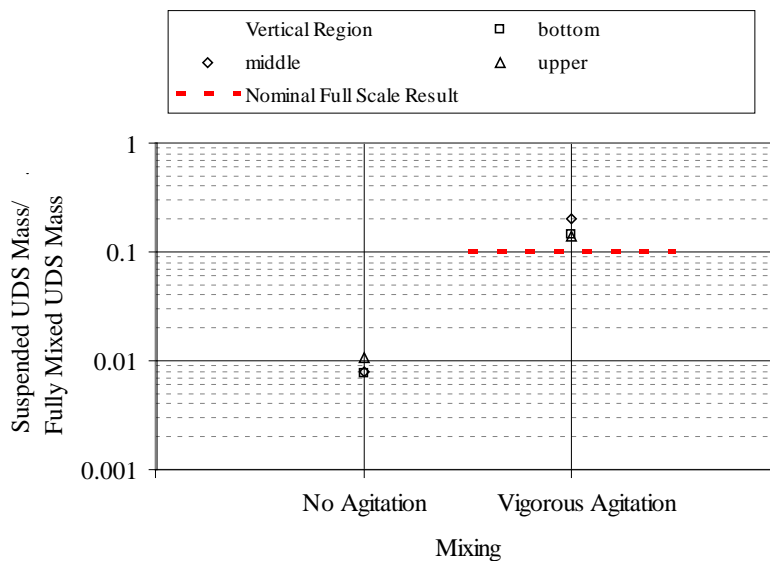 Vertical Region
bottom
middle
upper
Nominal Full Scale Result
1
0.1
0.01
0.001
Suspended UDS Mass/
Fully Mixed UDS Mass
No Agitation
Vigorous Agitation
Mixing